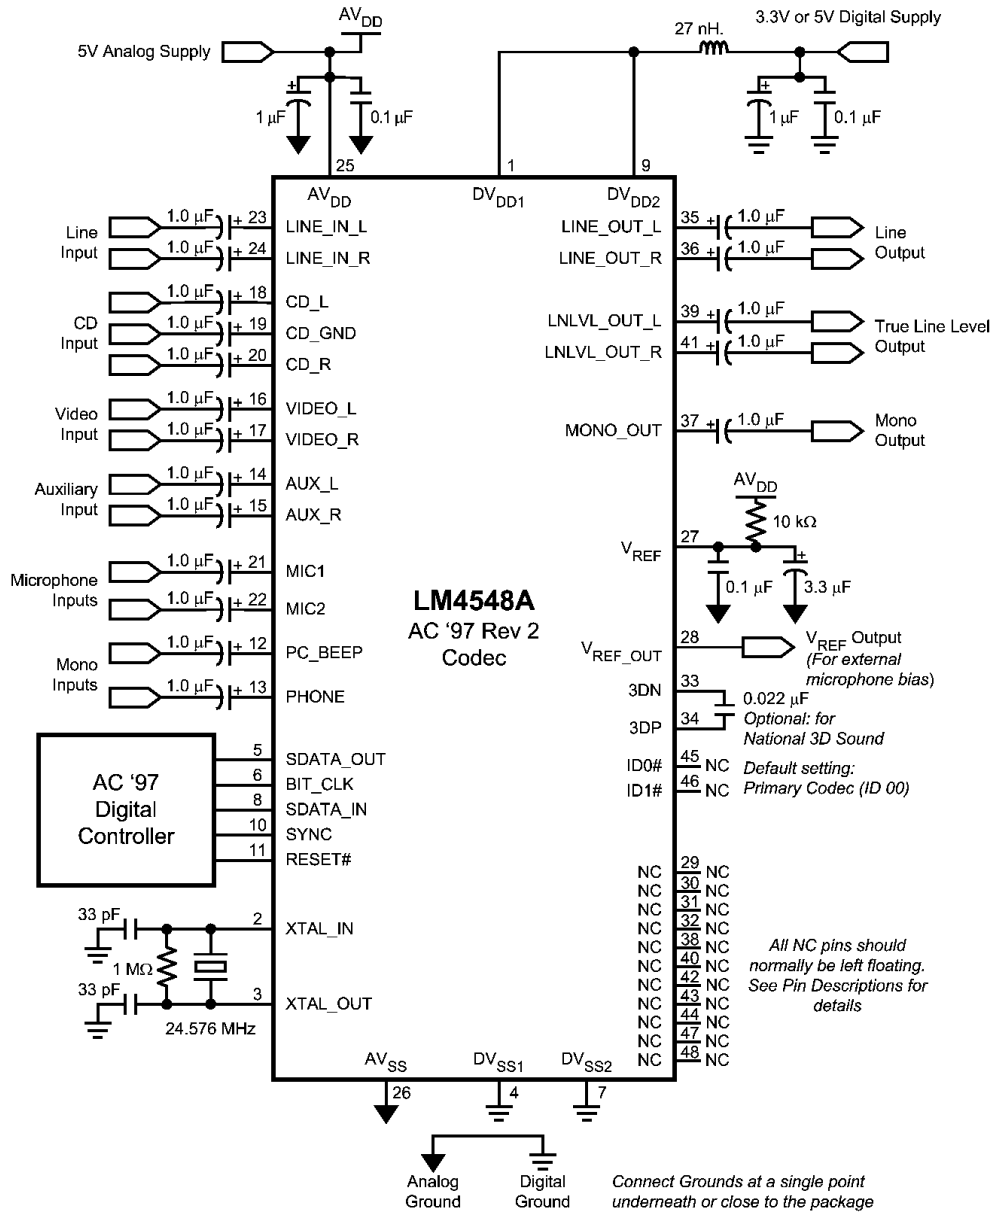 AV_DD
5V Analog Supply
27 nH.
3.3V or 5V Digital Supply
1 µF
0.1 µF
1 µF
0.1 µF
25
1
9
AV_DD
DV_DD1
DV_DD2
Line
Input
1.0 µF
+ 23
LINE_IN_L
1.0 µF
+ 24
LINE_IN_R
CD
Input
1.0 µF
+ 18
CD_L
1.0 µF
+ 19
CD_GND
1.0 µF
+ 20
CD_R
Video
Input
1.0 µF
+ 16
VIDEO_L
1.0 µF
+ 17
VIDEO_R
Auxiliary
Input
1.0 µF
+ 14
AUX_L
1.0 µF
+ 15
AUX_R
Microphone
Inputs
1.0 µF
+ 21
MIC1
1.0 µF
+ 22
MIC2
Mono
Inputs
1.0 µF
+ 12
PC_BEEP
1.0 µF
+ 13
PHONE
LM4548A
AC ‘97 Rev 2
Codec
LINE_OUT_L
35 +
1.0 µF
LINE_OUT_R
36 +
1.0 µF
Line
Output
LNLVL_OUT_L
39 +
1.0 µF
LNLVL_OUT_R
41 +
1.0 µF
True Line Level
Output
MONO_OUT
37 +
1.0 µF
Mono
Output
AV_DD
10 kΩ
V_REF
27
0.1 µF
+
3.3 µF
V_REF_OUT
28
V_REF Output
(For external
microphone bias)
3DN
33
3DP
34
0.022 µF
Optional: for
National 3D Sound
ID0#
45
NC
ID1#
46
NC
Default setting:
Primary Codec (ID 00)
AC ‘97
Digital
Controller
5
SDATA_OUT
6
BIT_CLK
8
SDATA_IN
10
SYNC
11
RESET#
33 pF
2
XTAL_IN
1 MΩ
33 pF
3
XTAL_OUT
24.576 MHz
NC 29 NC
NC 30 NC
NC 31 NC
NC 32 NC
NC 38 NC
NC 40 NC
NC 42 NC
NC 43 NC
NC 44 NC
NC 47 NC
NC 48 NC
All NC pins should
normally be left floating.
See Pin Descriptions for
details
AV_SS
DV_SS1
DV_SS2
26
4
7
Analog
Ground
Digital
Ground
Connect Grounds at a single point
underneath or close to the package